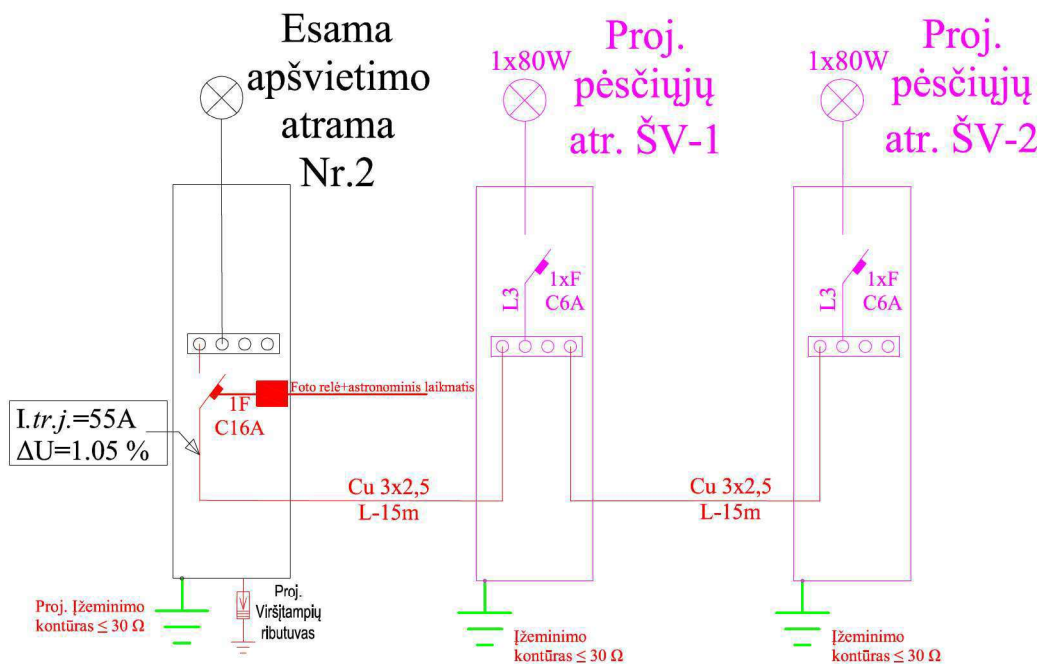 Esama
apšvietimo
atrama
Nr.2
1x80W
Proj.
pėsčiųjų
atr. ŠV-1
1x80W
Proj.
pėsčiųjų
atr. ŠV-2
L3
1xF
C6A
L3
1xF
C6A
Foto relė+astronominis laikmatis
1F
C16A
I.tr.j.=55A
ΔU=1.05 %
Cu 3x2,5
L-15m
Cu 3x2,5
L-15m
Proj. Įžeminimo
kontūras ≤ 30 Ω
Proj.
Viršįtampių
ributuvas
Įžeminimo
kontūras ≤ 30 Ω
Įžeminimo
kontūras ≤ 30 Ω